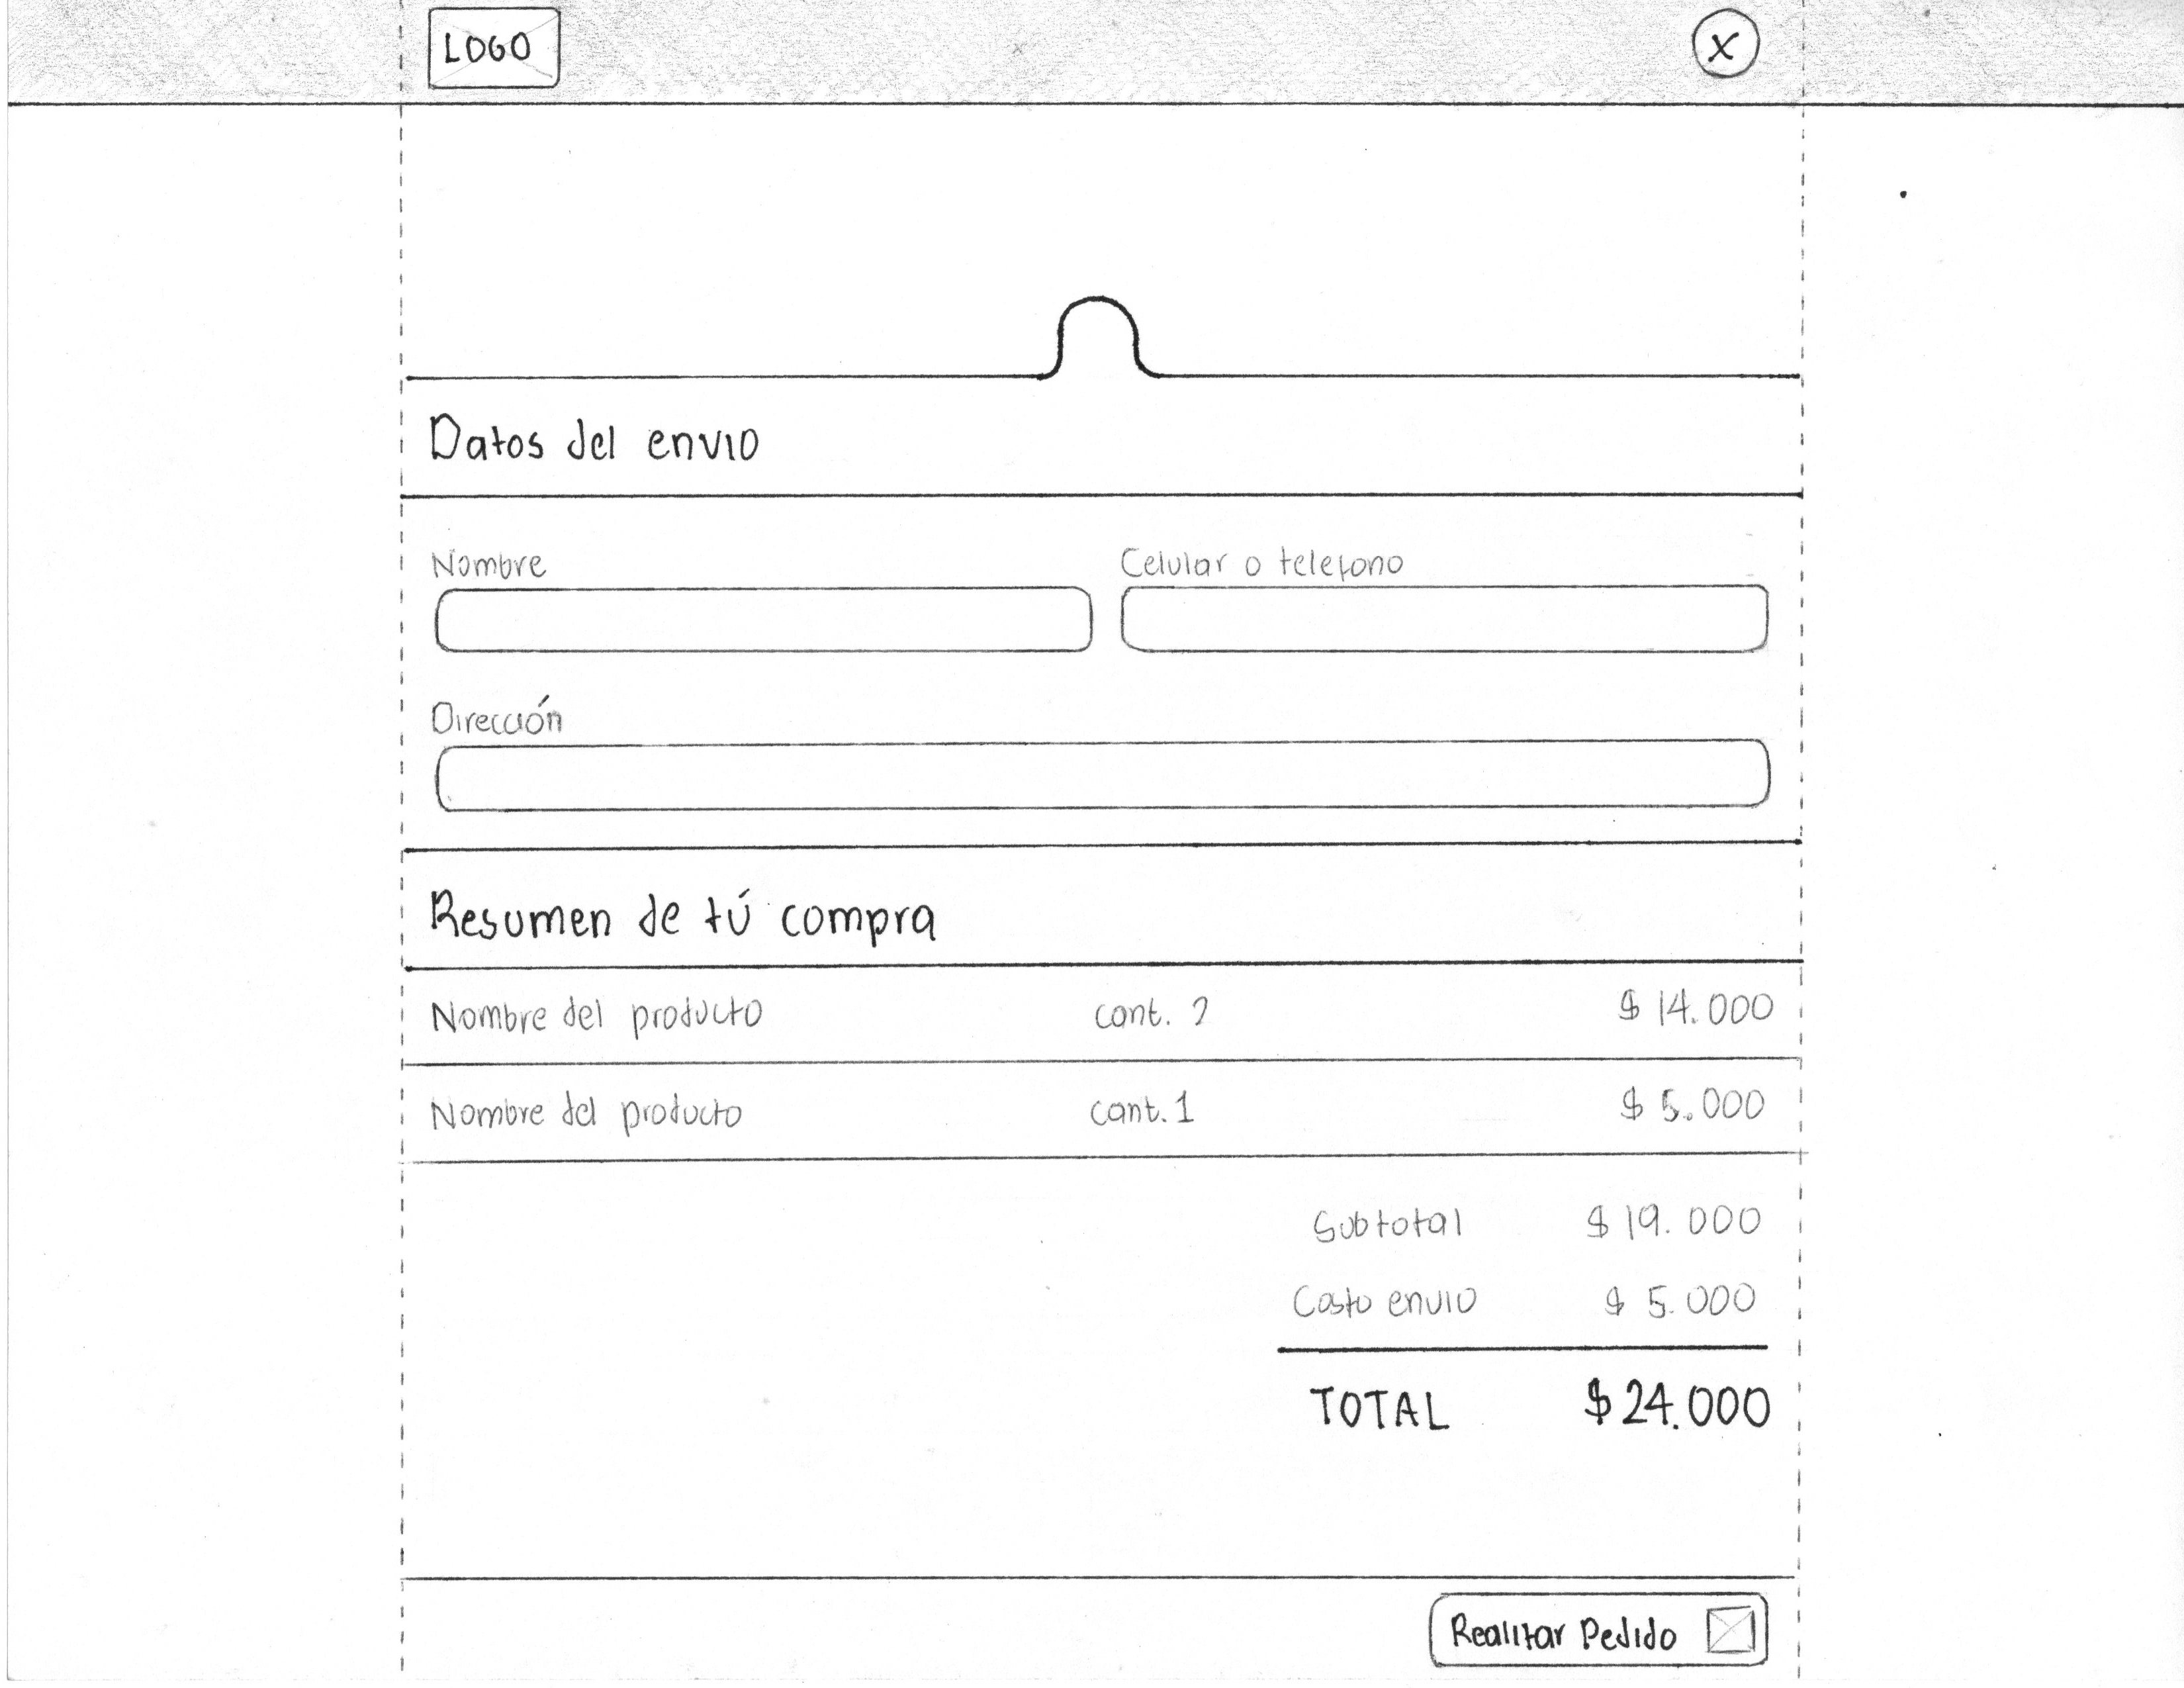 LOGO X
Datos del envio
Nombre Celular o telefono
Dirección
Resumen de tú compra
Nombre del producto cant. 2 $ 14.000
Nombre del producto cant. 1 $ 5.000
Subtotal $ 19.000
Costo envio $ 5.000
TOTAL $ 24.000
Realizar Pedido